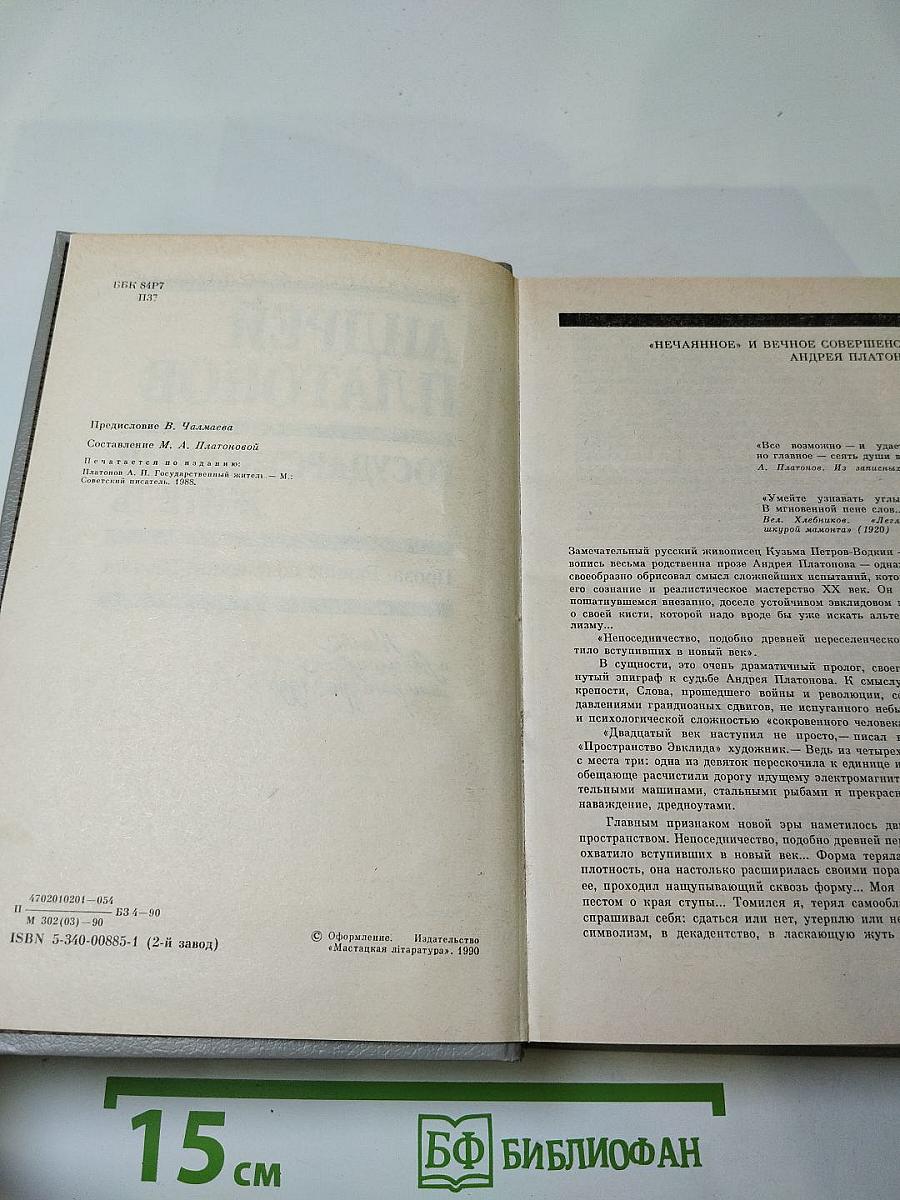 ББК 84Р7
П37
Предисловие В. Чалмаева
Составление М. А. Платоновой
Печатается по изданию:
Платонов А. П. Государственный житель.— М.:
Советский писатель, 1988.
4702010201—054
П БЗ 4—90
М 302(03)—90
ISBN 5-340-00885-1 (2-й завод)
© Оформление. Издательство
«Мастацкая літаратура». 1990
«НЕЧАЯННОЕ» И ВЕЧНОЕ СОВЕРШЕНС
АНДРЕЯ ПЛАТОН
«Все возможно — и удает
но главное — сеять души в
А. Платонов. Из записных
«Умейте узнавать углы
В мгновенной пене слов..
Вел. Хлебников. «Легл
шкурой мамонта» (1920)
Замечательный русский живописец Кузьма Петров-Водкин
вопись весьма родственна прозе Андрея Платонова — одна
своеобразно обрисовал смысл сложнейших испытаний, кото
его сознание и реалистическое мастерство XX век. Он
пошатнувшемся внезапно, доселе устойчивом эвклидовом
о своей кисти, которой надо вроде бы уже искать альте
лизму...
«Непоседничество, подобно древней переселенческо
тило вступивших в новый век».
В сущности, это очень драматичный пролог, своег
нутый эпиграф к судьбе Андрея Платонова. К смыслу
крепости, Слова, прошедшего войны и революции, со
давлениями грандиозных сдвигов, не испуганного небы
и психологической сложностью «сокровенного человек
«Двадцатый век наступил не просто,— писал в
«Пространство Эвклида» художник.— Ведь из четырех
с места три: одна из девяток перескочила к единице и
обещающе расчистили дорогу идущему электромагнит
тельными машинами, стальными рыбами и прекрасн
наваждение, дредноутами.
Главным признаком новой эры наметилось дви
пространством. Непоседничество, подобно древней пе
охватило вступивших в новый век... Форма теряла
плотность, она настолько расширилась своими пора
ее, проходил нащупывающий сквозь форму... Моя
пестом о края ступы... Томился я, терял самообла
спрашивал себя: сдаться или нет, утерплю или не
символизм, в декадентство, в ласкающую жуть
15 см
БФ БИБЛИОФАН